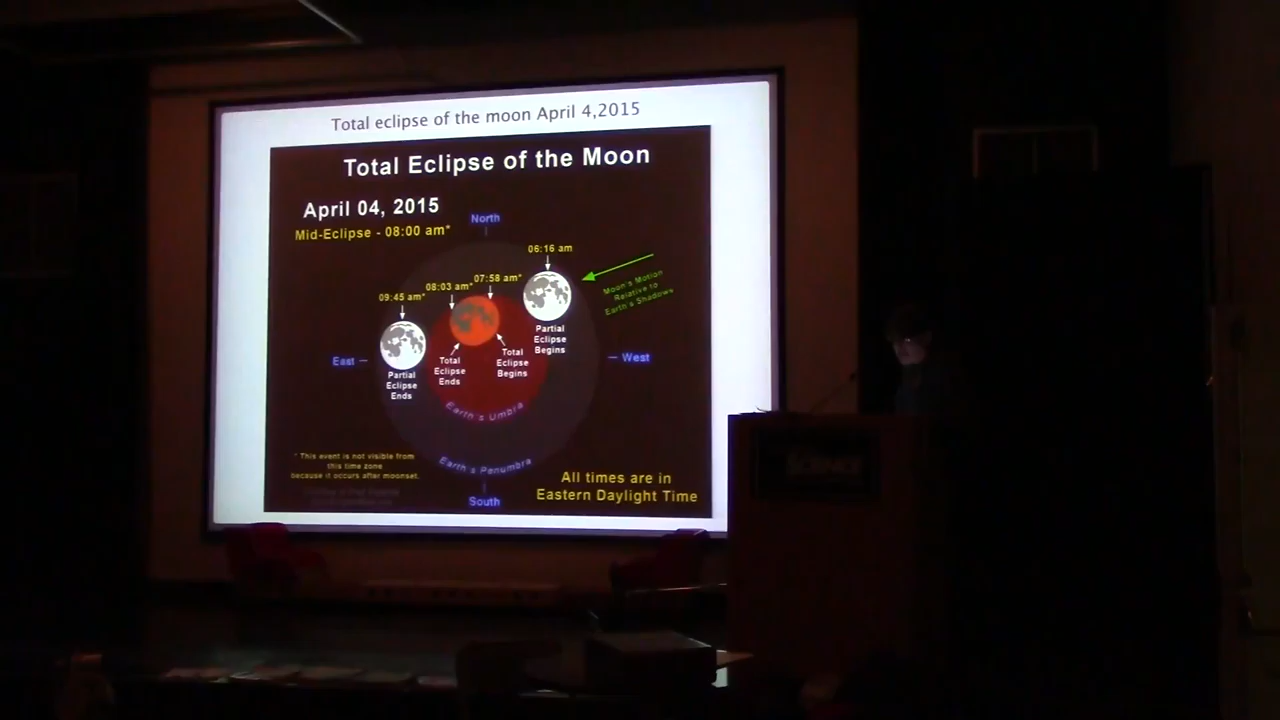 Total eclipse of the moon April 4,2015
Total Eclipse of the Moon
April 04, 2015
Mid-Eclipse - 08:00 am*
North
06:16 am
07:58 am*
08:03 am*
09:45 am*
Moon's Motion
Relative to
Earth's Shadows
Partial
Eclipse
Begins
Total
Eclipse
Begins
Total
Eclipse
Ends
Partial
Eclipse
Ends
East
West
Earth's Umbra
Earth's Penumbra
South
* This event is not visible from
this time zone
because it occurs after moonset.
All times are in
Eastern Daylight Time